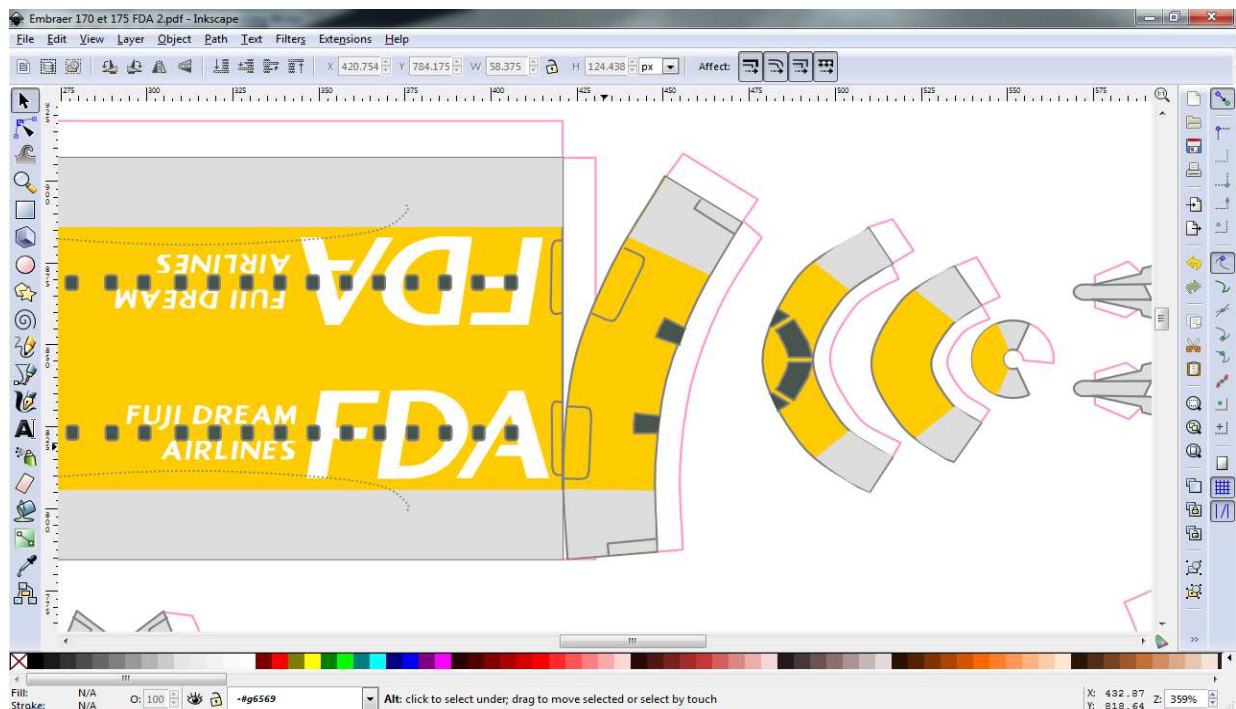 Embraer 170 et 175 FDA 2.pdf - Inkscape
File Edit View Layer Object Path Text Filters Extensions Help
X 420.754 Y 784.175 W 58.375 H 124.438 px Affect:
275 300 325 350 375 400 425 450 475 500 525 550 575
FDA
AIRLINES
FUJI DREAM
FUJI DREAM
AIRLINES
FDA
Fill: N/A
Stroke: N/A
O: 100
-#g6569
Alt: click to select under; drag to move selected or select by touch
X: 432.87
Y: 818.64
Z: 359%